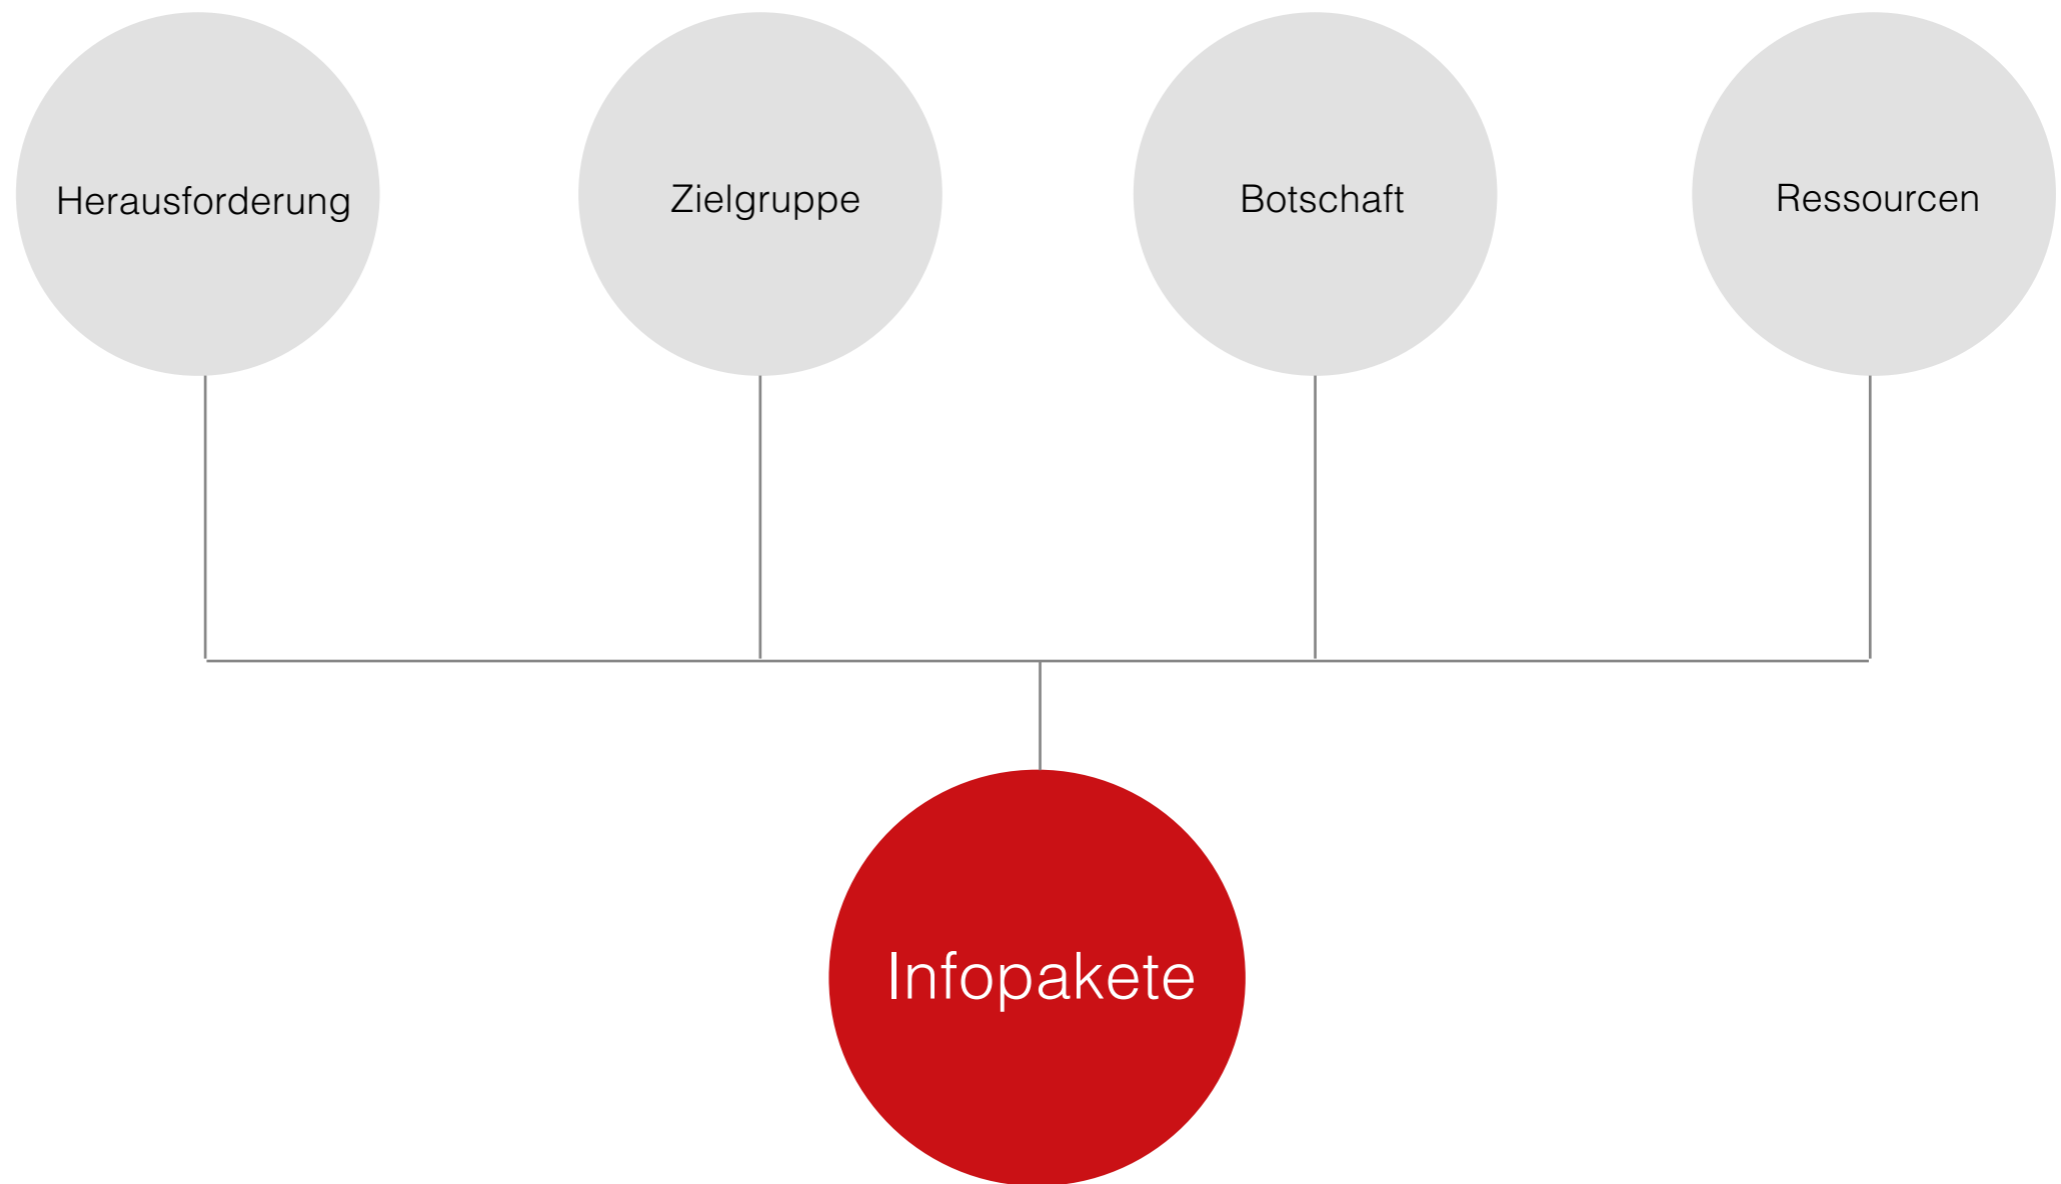 Herausforderung
Zielgruppe
Botschaft
Ressourcen
Infopakete